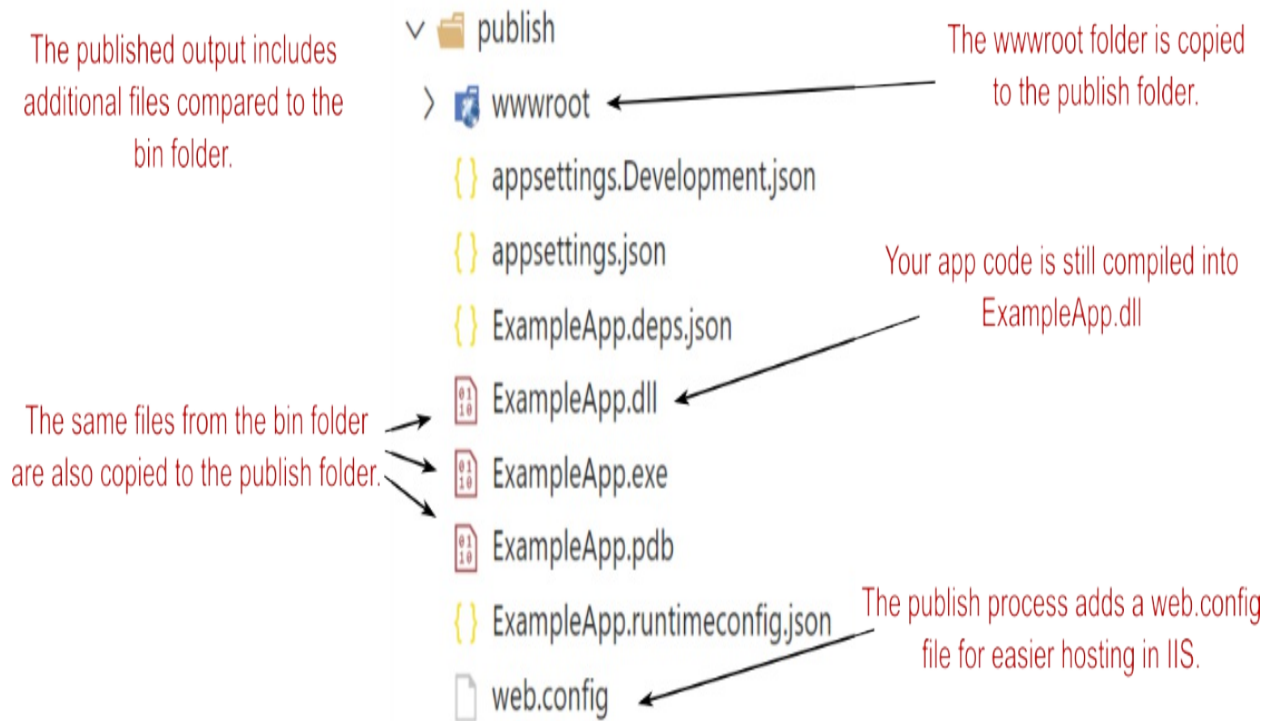 The published output includes
additional files compared to the
bin folder.
publish
The wwwroot folder is copied
to the publish folder.
wwwroot
appsettings.Development.json
appsettings.json
Your app code is still compiled into
ExampleApp.dll
ExampleApp.deps.json
ExampleApp.dll
The same files from the bin folder
are also copied to the publish folder.
ExampleApp.exe
ExampleApp.pdb
ExampleApp.runtimeconfig.json
The publish process adds a web.config
file for easier hosting in IIS.
web.config